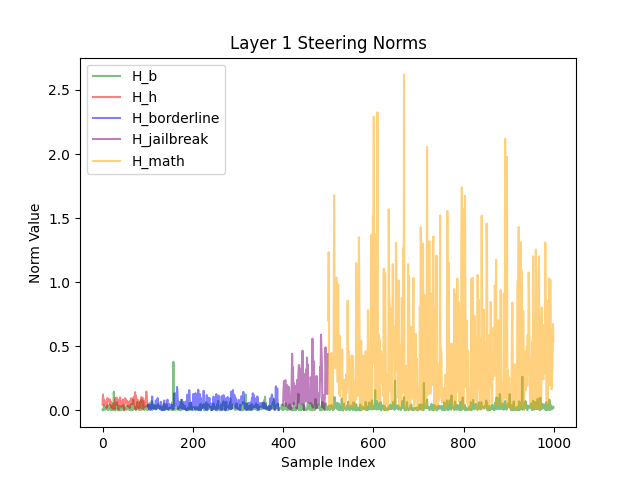 Layer 1 Steering Norms
H_b
H_h
H_borderline
H_jailbreak
H_math
Norm Value
2.5
2.0
1.5
1.0
0.5
0.0
0 200 400 600 800 1000
Sample Index